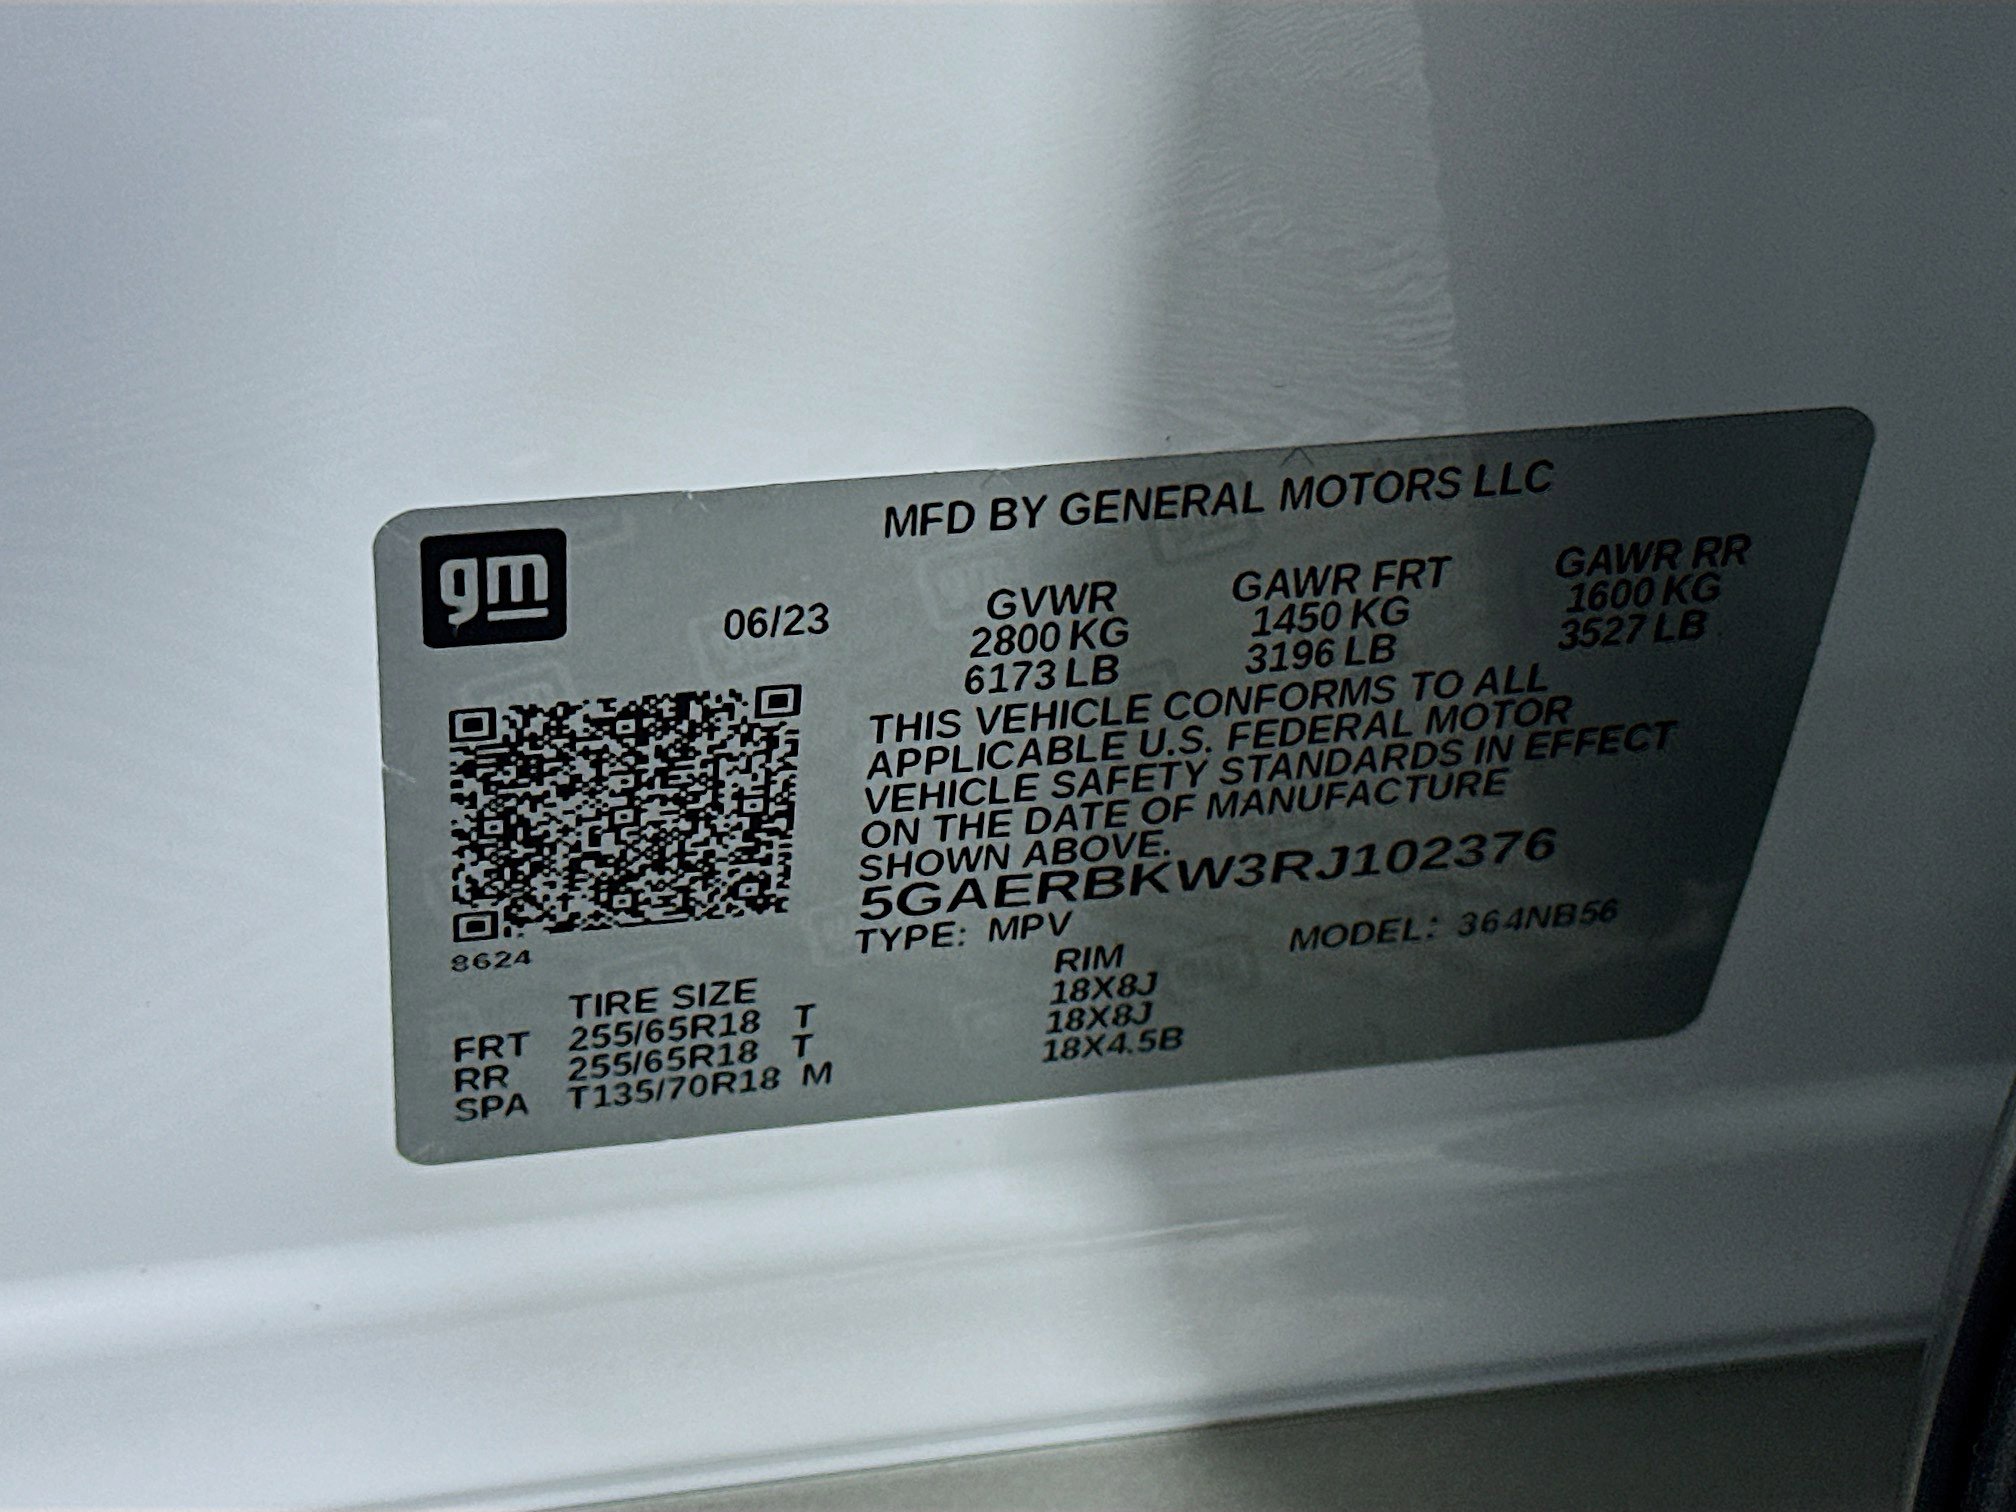 gm
MFD BY GENERAL MOTORS LLC
06/23
GVWR GAWR FRT GAWR RR
2800 KG 1450 KG 1600 KG
6173 LB 3196 LB 3527 LB
THIS VEHICLE CONFORMS TO ALL
APPLICABLE U.S. FEDERAL MOTOR
VEHICLE SAFETY STANDARDS IN EFFECT
ON THE DATE OF MANUFACTURE
SHOWN ABOVE.
5GAERBKW3RJ102376
TYPE: MPV MODEL: 364NB56
8624
TIRE SIZE RIM
FRT 255/65R18 T 18X8J
RR 255/65R18 T 18X8J
SPA T135/70R18 M 18X4.5B